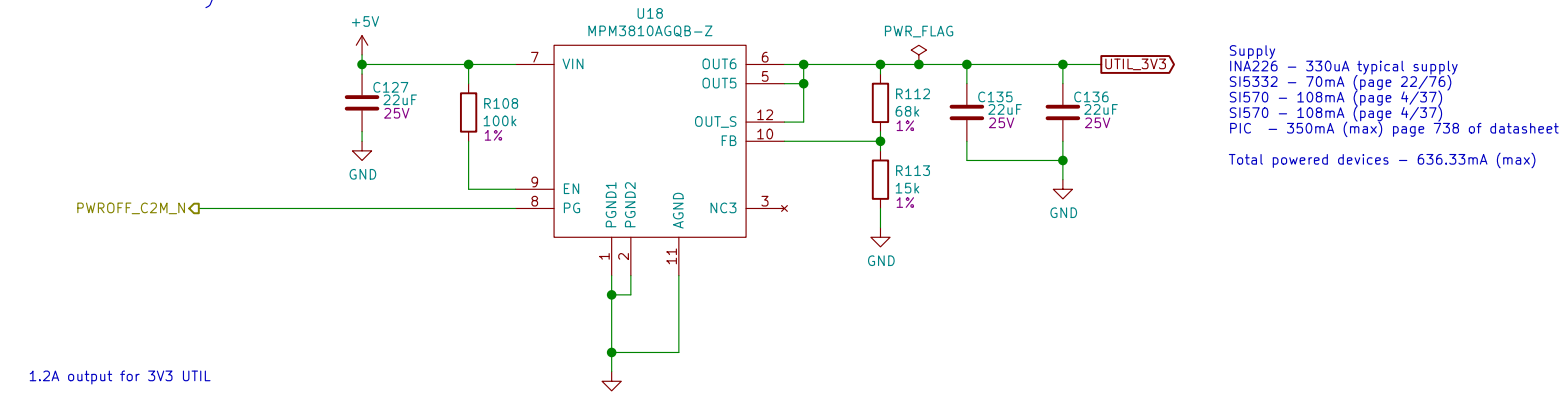 U18
MPM3810AGQB-Z
+5V
PWR_FLAG
7
VIN
OUT6
6
OUT5
5
OUT_S
12
FB
10
EN
9
PG
8
NC3
3
PGND1
PGND2
AGND
1
2
11
C127
22uF
25V
GND
R108
100k
1%
R112
68k
1%
R113
15k
1%
GND
C135
22uF
25V
C136
22uF
25V
GND
UTIL_3V3
PWROFF_C2M_N
Supply
INA226 – 330uA typical supply
SI5332 – 70mA (page 22/76)
SI570 – 108mA (page 4/37)
SI570 – 108mA (page 4/37)
PIC – 350mA (max) page 738 of datasheet
Total powered devices – 636.33mA (max)
1.2A output for 3V3 UTIL